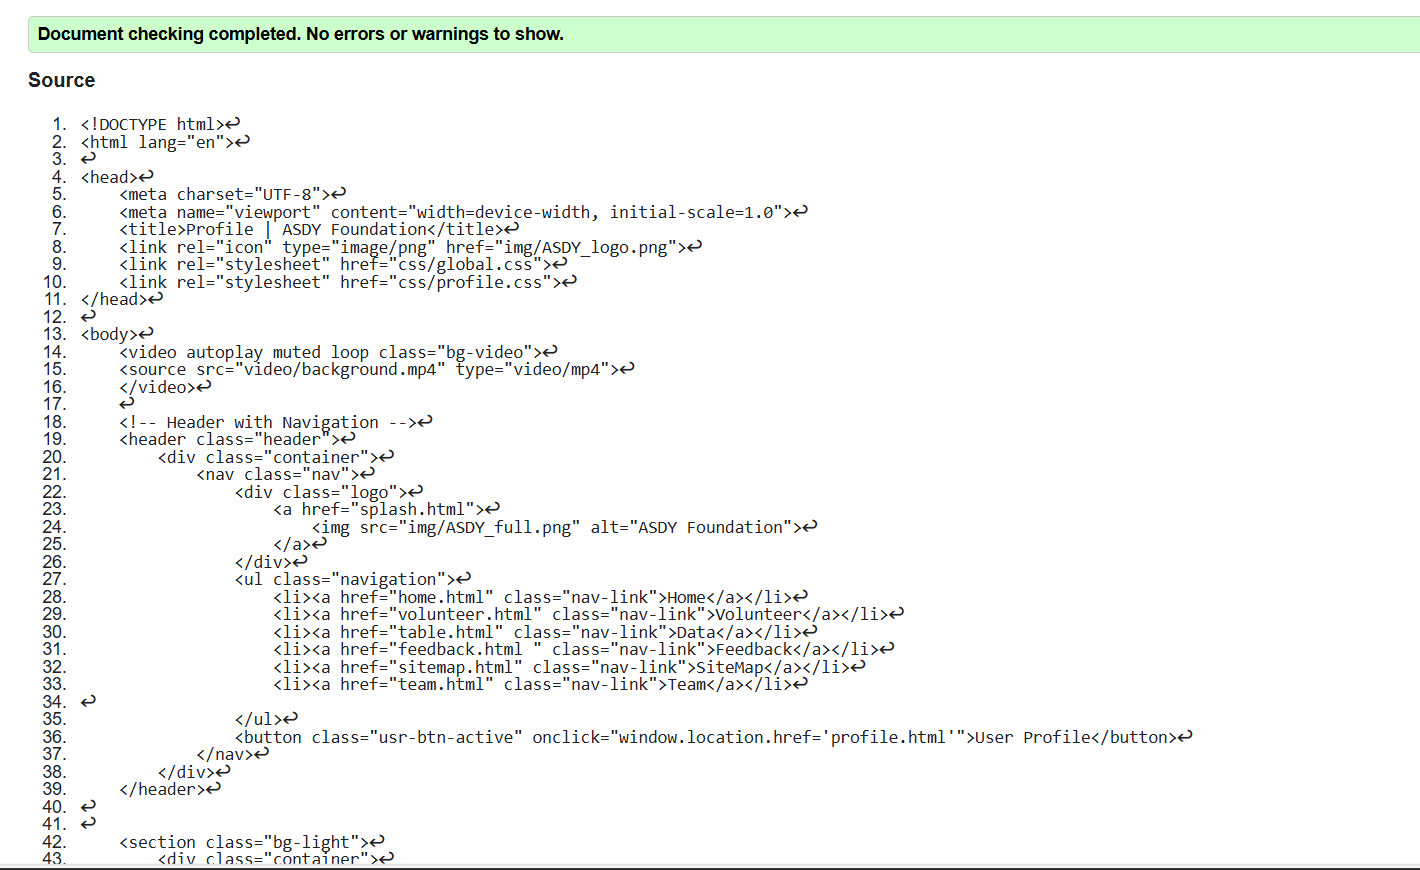 Document checking completed. No errors or warnings to show.
Source
1. <!DOCTYPE html>↩
2. <html lang="en">↩
3. ↩
4. <head>↩
5.     <meta charset="UTF-8">↩
6.     <meta name="viewport" content="width=device-width, initial-scale=1.0">↩
7.     <title>Profile | ASDY Foundation</title>↩
8.     <link rel="icon" type="image/png" href="img/ASDY_logo.png">↩
9.     <link rel="stylesheet" href="css/global.css">↩
10.     <link rel="stylesheet" href="css/profile.css">↩
11. </head>↩
12. ↩
13. <body>↩
14.     <video autoplay muted loop class="bg-video">↩
15.     <source src="video/background.mp4" type="video/mp4">↩
16.     </video>↩
17.     ↩
18.     <!-- Header with Navigation -->↩
19.     <header class="header">↩
20.         <div class="container">↩
21.             <nav class="nav">↩
22.                 <div class="logo">↩
23.                     <a href="splash.html">↩
24.                         <img src="img/ASDY_full.png" alt="ASDY Foundation">↩
25.                     </a>↩
26.                 </div>↩
27.                 <ul class="navigation">↩
28.                     <li><a href="home.html" class="nav-link">Home</a></li>↩
29.                     <li><a href="volunteer.html" class="nav-link">Volunteer</a></li>↩
30.                     <li><a href="table.html" class="nav-link">Data</a></li>↩
31.                     <li><a href="feedback.html " class="nav-link">Feedback</a></li>↩
32.                     <li><a href="sitemap.html" class="nav-link">SiteMap</a></li>↩
33.                     <li><a href="team.html" class="nav-link">Team</a></li>↩
34. ↩
35.                 </ul>↩
36.                 <button class="usr-btn-active" onclick="window.location.href='profile.html'">User Profile</button>↩
37.             </nav>↩
38.         </div>↩
39.     </header>↩
40. ↩
41. ↩
42.     <section class="bg-light">↩
43.         <div class="container">↩